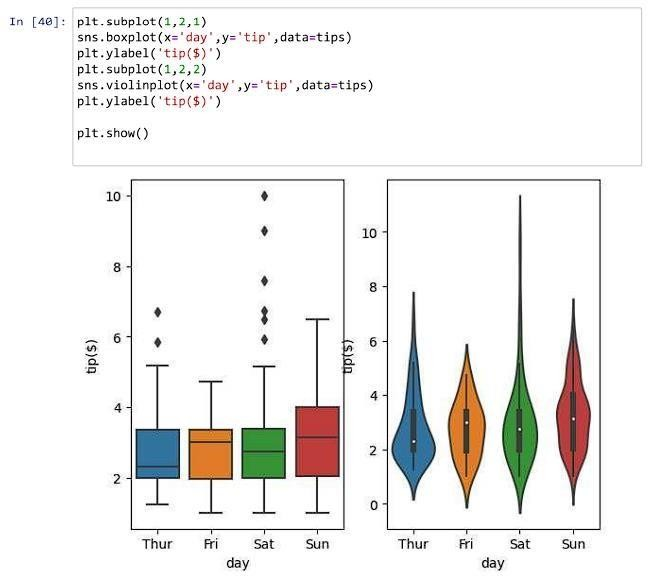 In [40]: plt.subplot(1,2,1)
sns.boxplot(x='day',y='tip',data=tips)
plt.ylabel('tip($)')
plt.subplot(1,2,2)
sns.violinplot(x='day',y='tip',data=tips)
plt.ylabel('tip($)')
plt.show()
10
8
6
4
2
tip($)
Thur Fri Sat Sun
day
10
8
6
4
2
0
tip($)
Thur Fri Sat Sun
day